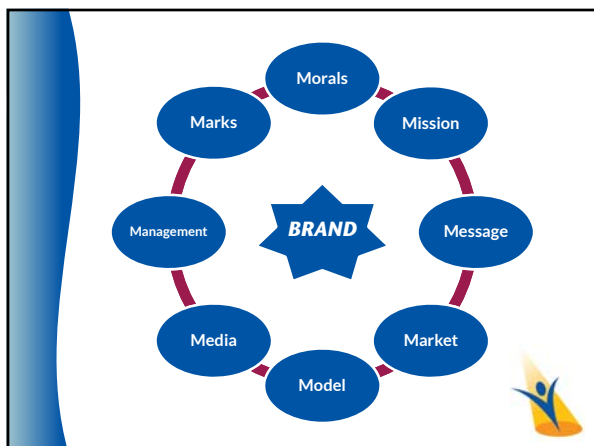 Morals
Marks
Mission
Management
BRAND
Message
Media
Market
Model